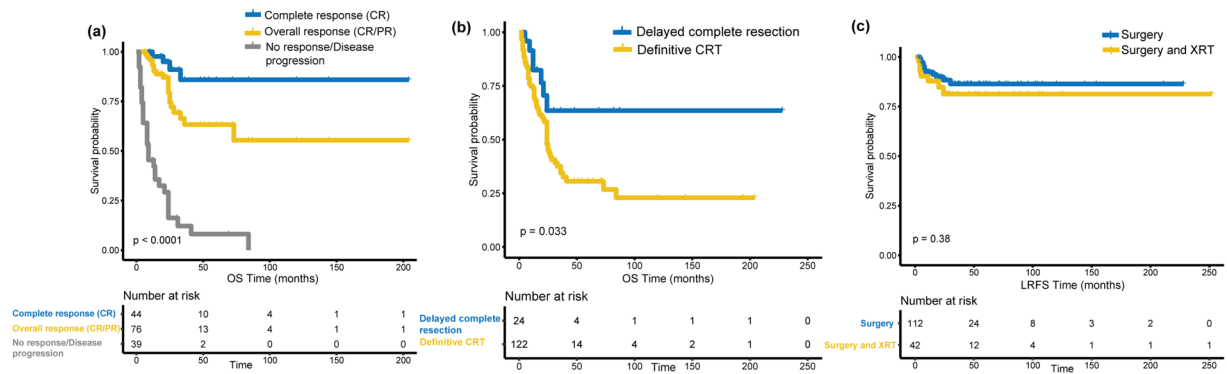 (a)
Complete response (CR)
Overall response (CR/PR)
No response/Disease
progression
Survival probability
1.00
0.75
0.50
0.25
0.00
p < 0.0001
0 50 100 150 200
OS Time (months)
Number at risk
Complete response (CR) 44 10 4 1 1
Overall response (CR/PR) 76 13 4 1 1
No response/Disease
progression 39 2 0 0 0
0 50 100 150 200
Time
(b)
Delayed complete resection
Definitive CRT
Survival probability
1.00
0.75
0.50
0.25
0.00
p = 0.033
0 50 100 150 200 250
OS Time (months)
Number at risk
Delayed complete
resection 24 4 1 1 1 0
Definitive CRT 122 14 4 2 1 0
0 50 100 150 200 250
Time
(c)
Surgery
Surgery and XRT
Survival probability
1.00
0.75
0.50
0.25
0.00
p = 0.38
0 50 100 150 200 250
LRFS Time (months)
Number at risk
Surgery 112 24 8 3 2 0
Surgery and XRT 42 12 4 1 1 1
0 50 100 150 200 250
Time